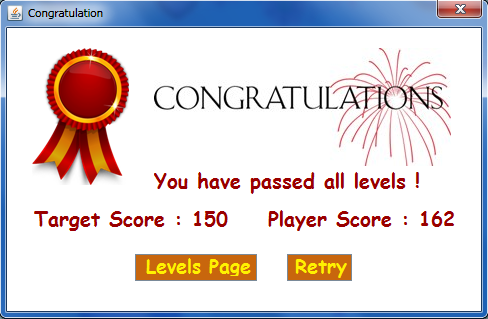 Congratulation
CONGRATULATIONS
You have passed all levels !
Target Score : 150 Player Score : 162
Levels Page Retry